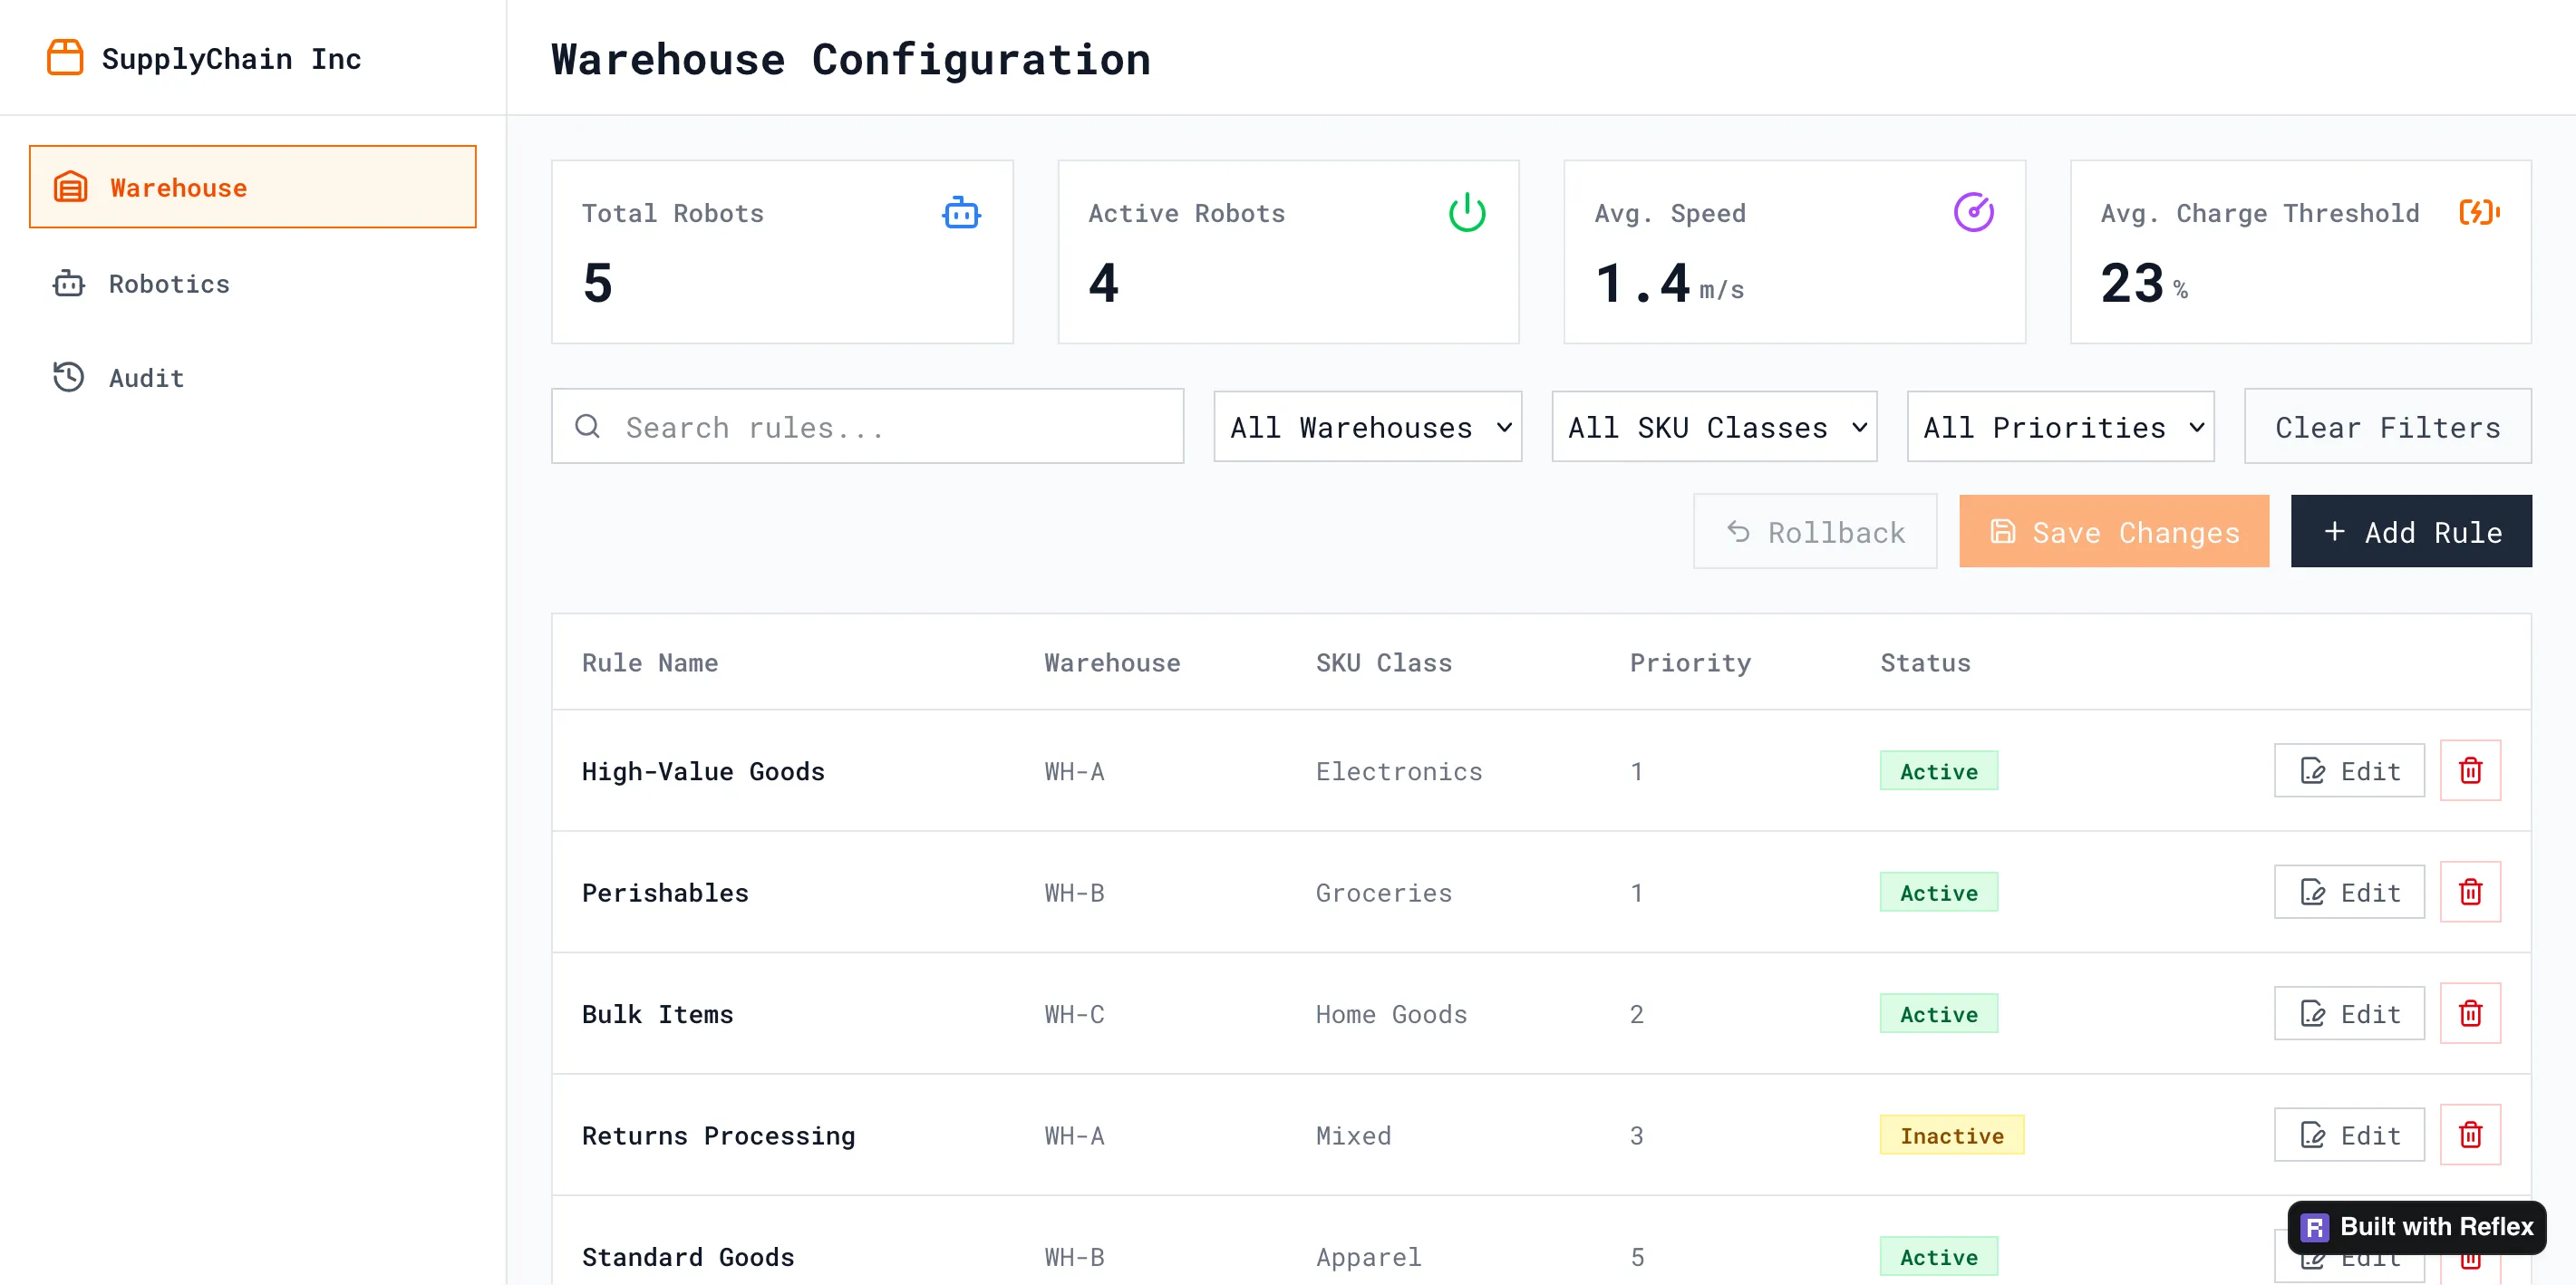 SupplyChain Inc
Warehouse Configuration
Warehouse
Robotics
Audit
Total Robots
5
Active Robots
4
Avg. Speed
1.4 m/s
Avg. Charge Threshold
23 %
Search rules...
All Warehouses
All SKU Classes
All Priorities
Clear Filters
Rollback
Save Changes
+ Add Rule
Rule Name Warehouse SKU Class Priority Status
High-Value Goods WH-A Electronics 1 Active Edit
Perishables WH-B Groceries 1 Active Edit
Bulk Items WH-C Home Goods 2 Active Edit
Returns Processing WH-A Mixed 3 Inactive Edit
Standard Goods WH-B Apparel 5 Active Edit
Built with Reflex